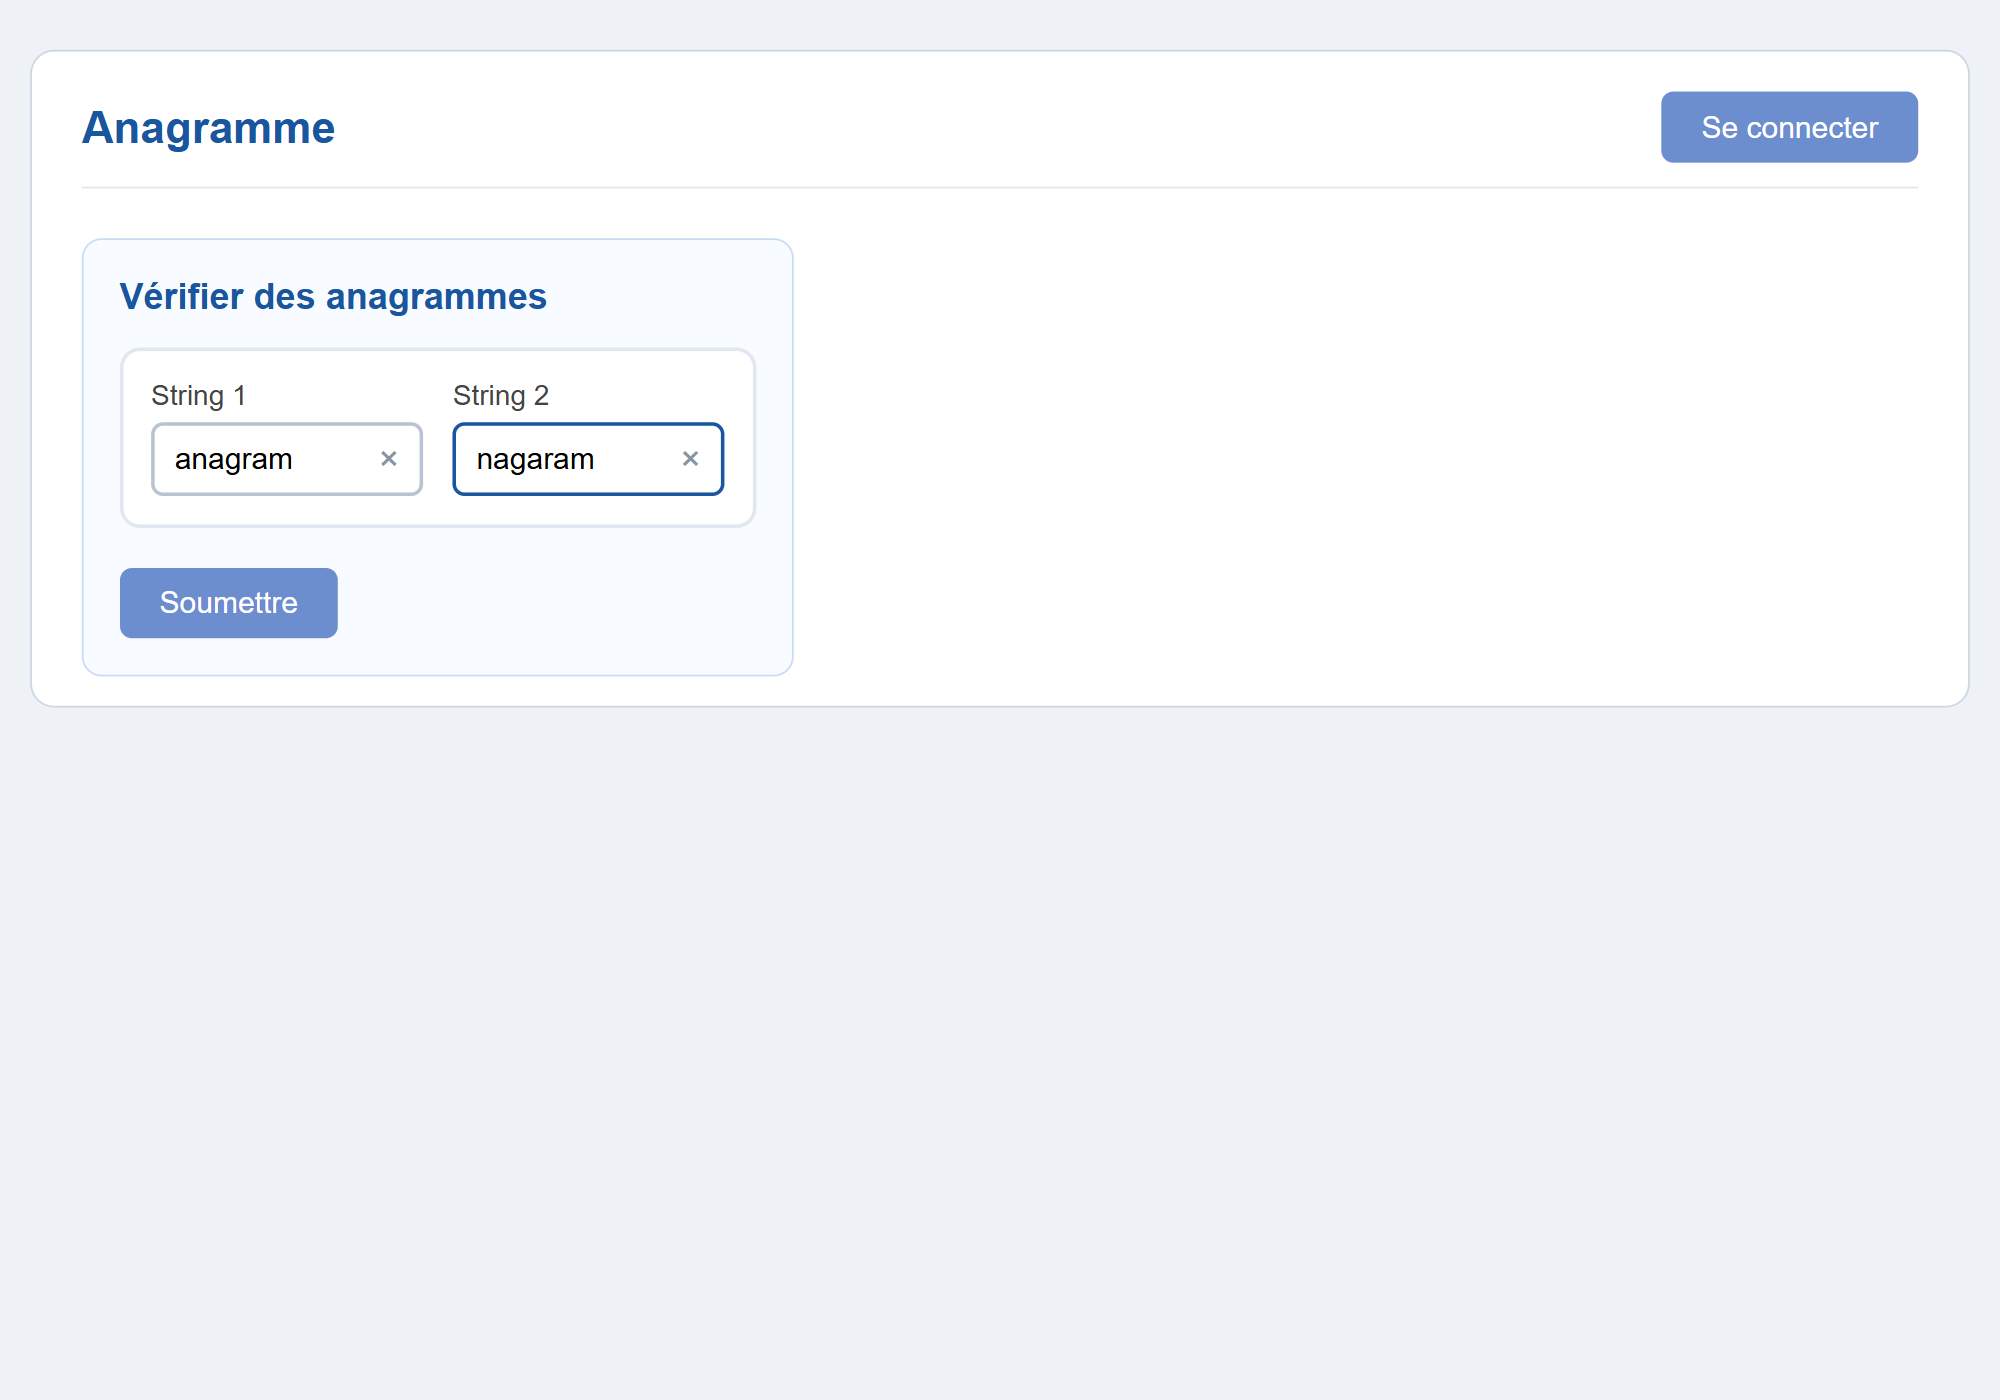 Anagramme
Se connecter
Vérifier des anagrammes
String 1
String 2
anagram ×
nagaram ×
Soumettre